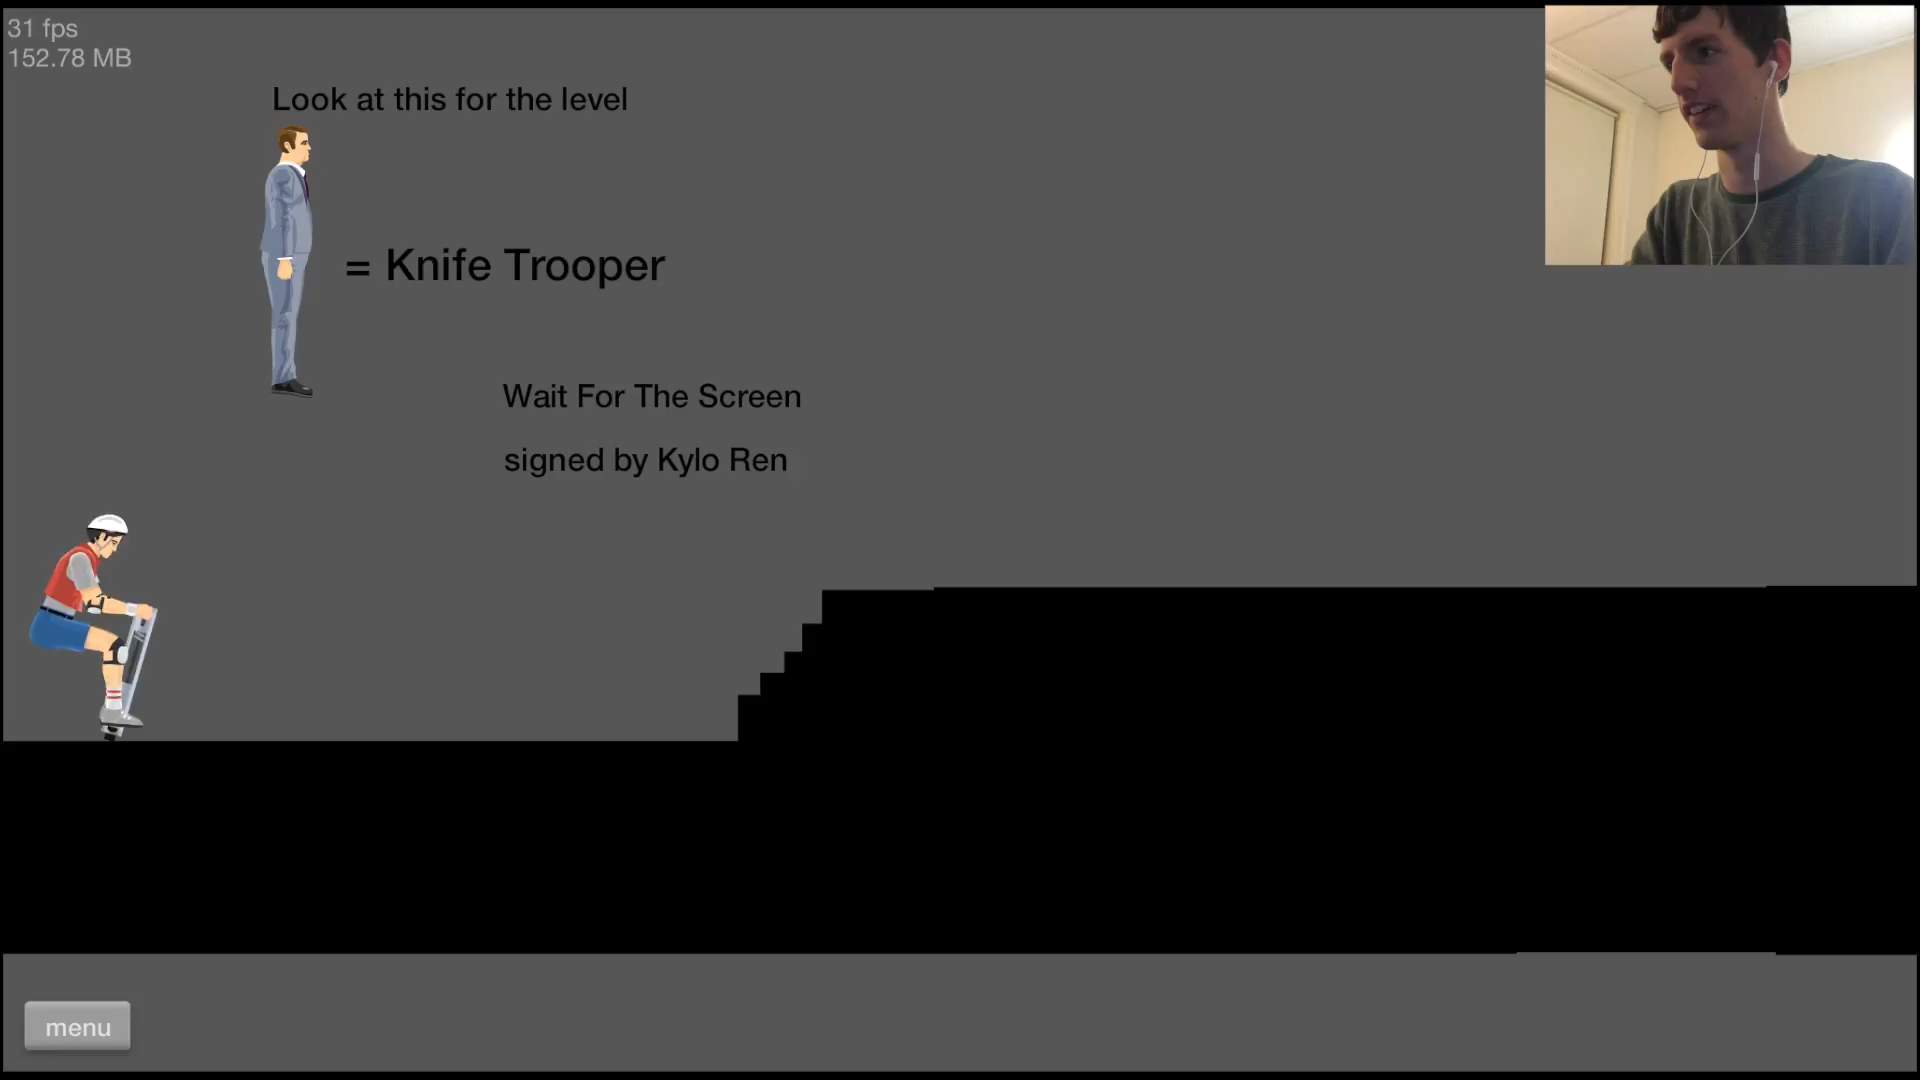 31 fps
152.78 MB
Look at this for the level
= Knife Trooper
Wait For The Screen
signed by Kylo Ren
menu